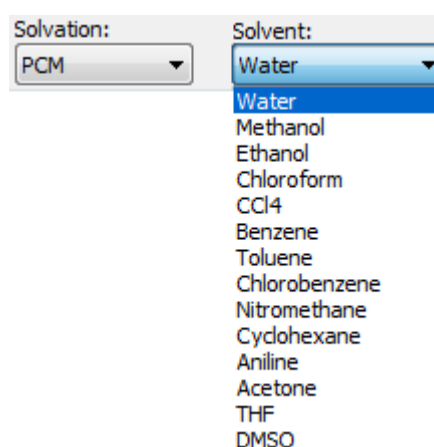 Solvation: Solvent:
PCM Water
Water
Methanol
Ethanol
Chloroform
CCl4
Benzene
Toluene
Chlorobenzene
Nitromethane
Cyclohexane
Aniline
Acetone
THF
DMSO